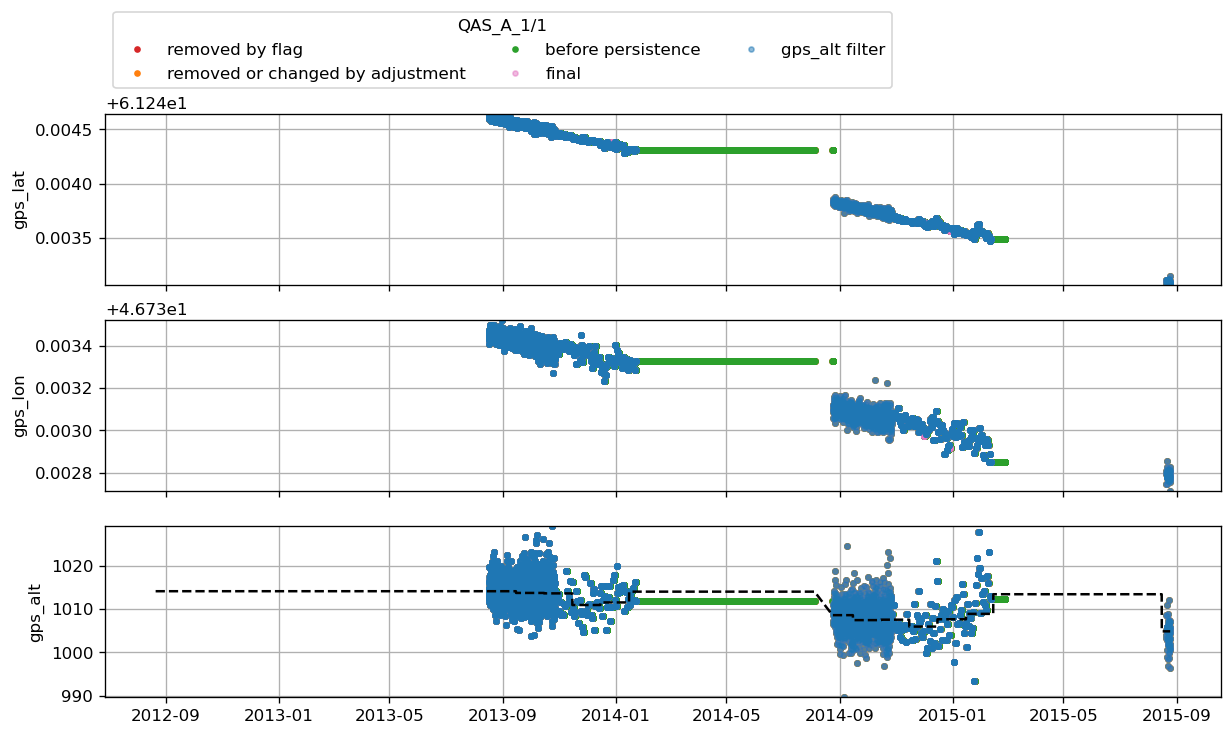 QAS_A_1/1
removed by flag
before persistence
gps_alt filter
removed or changed by adjustment
final
+6.124e1
0.0045
0.0040
0.0035
gps_lat
+4.673e1
0.0034
0.0032
0.0030
0.0028
gps_lon
1020
1010
1000
990
gps_alt
2012-09 2013-01 2013-05 2013-09 2014-01 2014-05 2014-09 2015-01 2015-05 2015-09